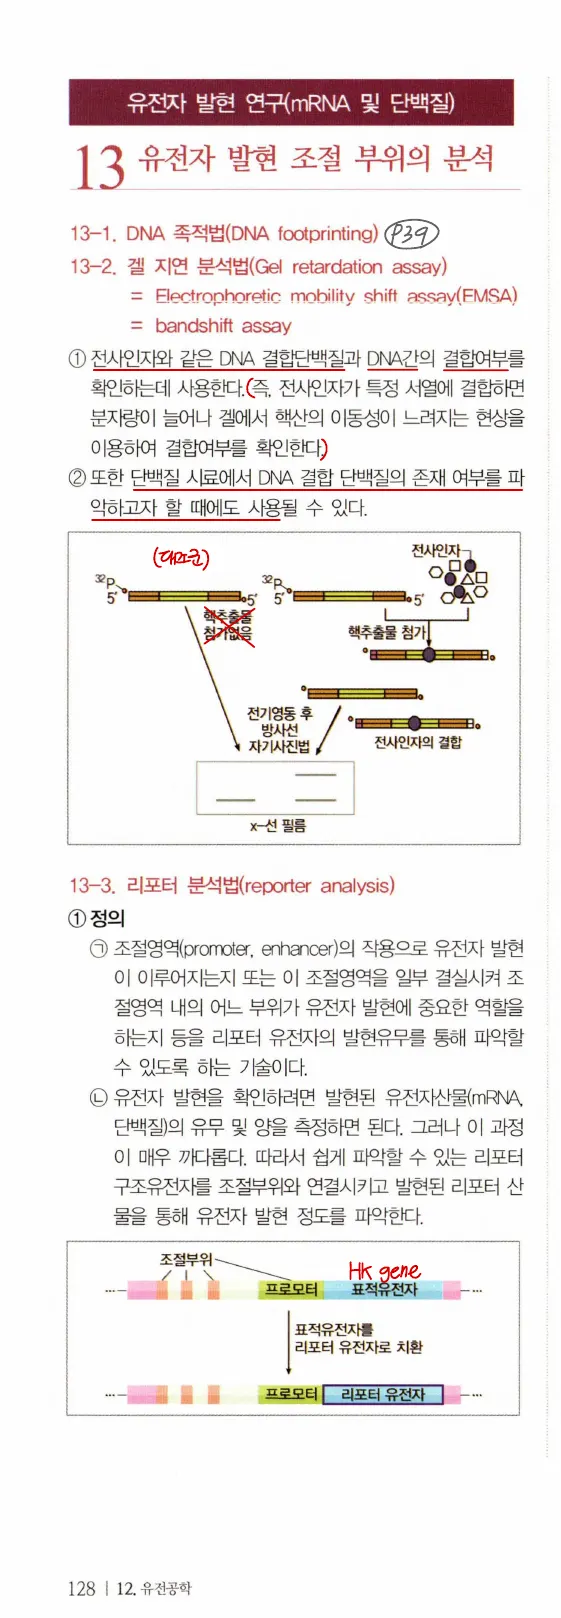 유전자 발현 연구(mRNA 및 단백질)
13 유전자 발현 조절 부위의 분석
13-1. DNA 족적법(DNA footprinting) P39
13-2. 겔 지연 분석법(Gel retardation assay)
= Electrophoretic mobility shift assay(EMSA)
= bandshift assay
① 전사인자와 같은 DNA 결합단백질과 DNA간의 결합여부를
확인하는데 사용한다.(즉, 전사인자가 특정 서열에 결합하면
분자량이 늘어나 겔에서 핵산의 이동성이 느려지는 현상을
이용하여 결합여부를 확인한다.)
② 또한 단백질 시료에서 DNA 결합 단백질의 존재 여부를 파
악하고자 할 때에도 사용될 수 있다.
(대조군)
전사인자
32P
5'
5'
32P
5'
5'
핵추출물
첨가없음
핵추출물 첨가
전기영동 후
방사선
자기사진법
전사인자의 결합
x-선 필름
13-3. 리포터 분석법(reporter analysis)
① 정의
㉠ 조절영역(promoter, enhancer)의 작용으로 유전자 발현
이 이루어지는지 또는 이 조절영역을 일부 결실시켜 조
절영역 내의 어느 부위가 유전자 발현에 중요한 역할을
하는지 등을 리포터 유전자의 발현유무를 통해 파악할
수 있도록 하는 기술이다.
㉡ 유전자 발현을 확인하려면 발현된 유전자산물(mRNA,
단백질)의 유무 및 양을 측정하면 된다. 그러나 이 과정
이 매우 까다롭다. 따라서 쉽게 파악할 수 있는 리포터
구조유전자를 조절부위와 연결시키고 발현된 리포터 산
물을 통해 유전자 발현 정도를 파악한다.
조절부위
HK gene
... 프로모터 표적유전자 ...
표적유전자를
리포터 유전자로 치환
... 프로모터 리포터 유전자 ...
128 | 12. 유전공학